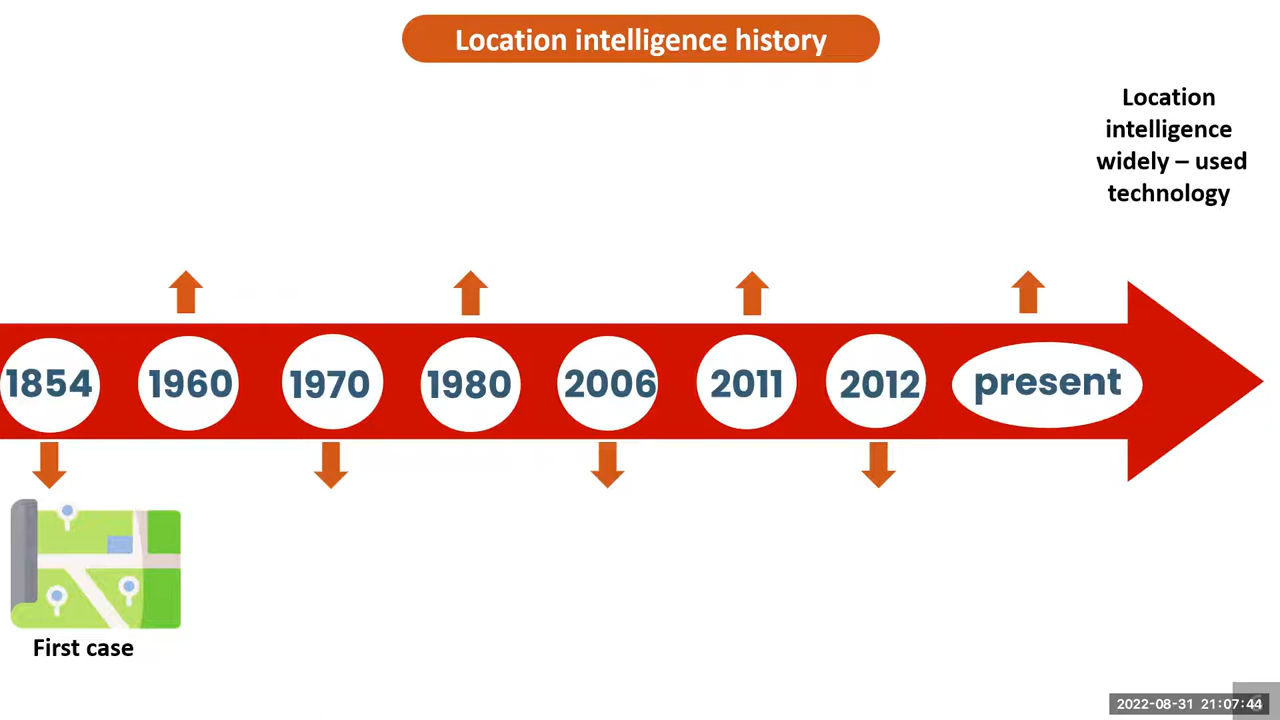 Location intelligence history
Location
intelligence
widely – used
technology
1854
1960
1970
1980
2006
2011
2012
present
First case
2022-08-31 21:07:44